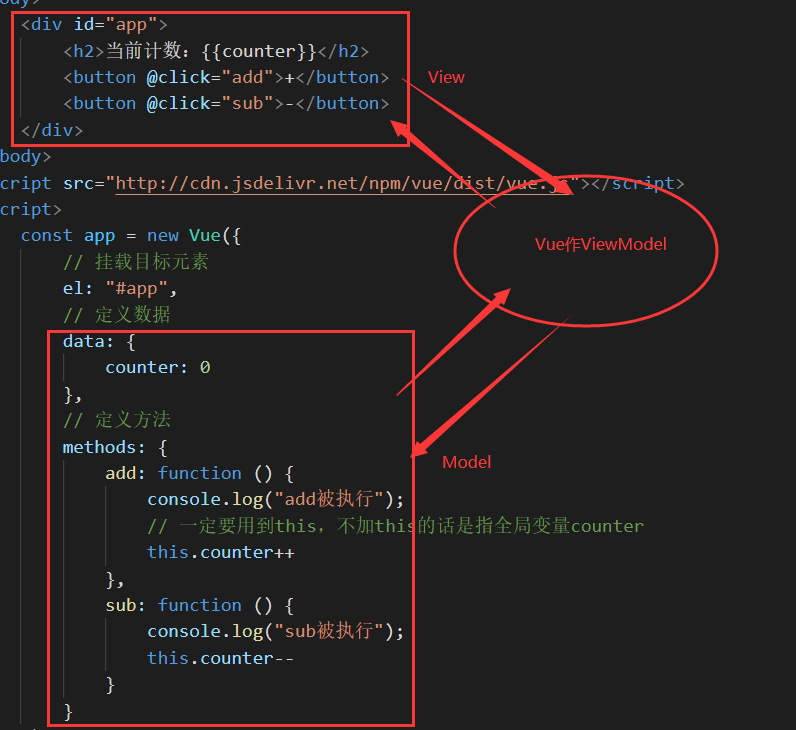 ody>
<div id="app">
<h2>当前计数：{{counter}}</h2>
<button @click="add">+</button>
<button @click="sub">-</button>
</div>
View
body>
cript src="http://cdn.jsdelivr.net/npm/vue/dist/vue.js"></script>
cript>
const app = new Vue({
Vue作ViewModel
// 挂载目标元素
el: "#app",
// 定义数据
data: {
counter: 0
},
// 定义方法
methods: {
Model
add: function () {
console.log("add被执行");
// 一定要用到this，不加this的话是指全局变量counter
this.counter++
},
sub: function () {
console.log("sub被执行");
this.counter--
}
}